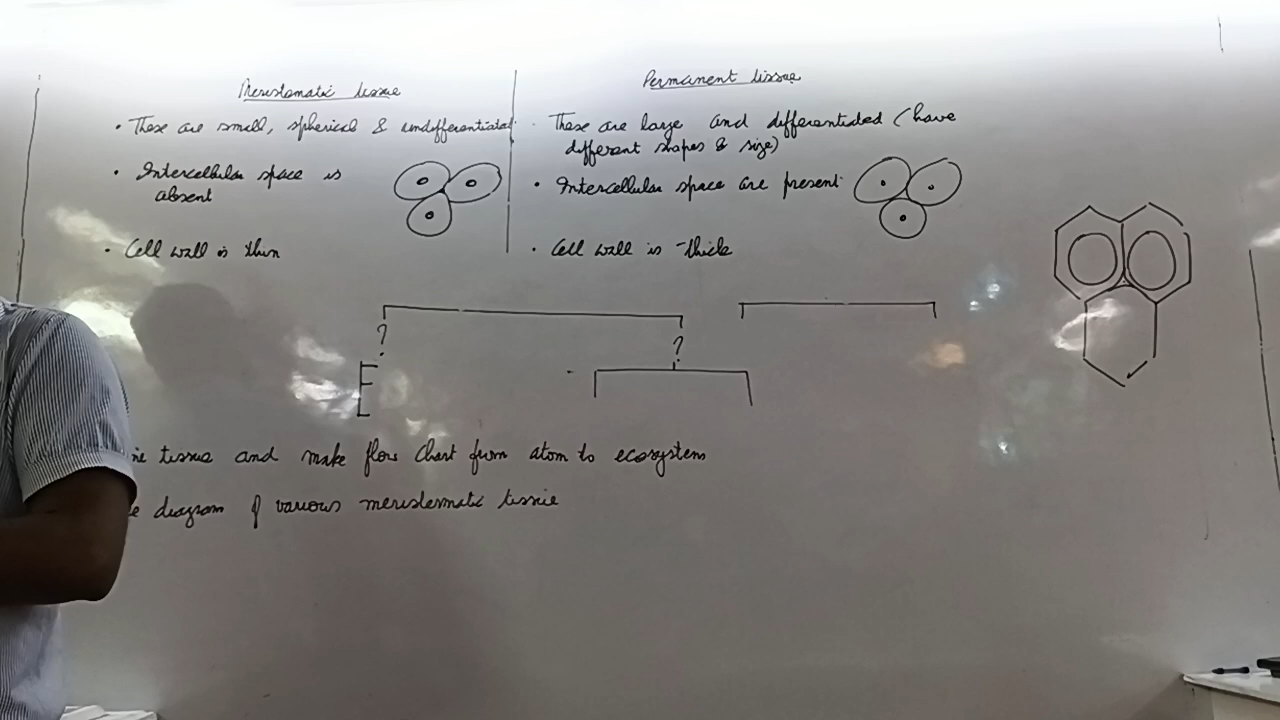 Meristematic tissue
• These are small, spherical & undifferentiated
• Intercellular space is
absent
• Cell wall is thin
Permanent tissue
· These are large and differentiated (have
different shapes & size)
• Intercellular space are present
• Cell wall is thick
?
?
tissue and make flow chart from atom to ecosystem
diagram of various meristematic tissue